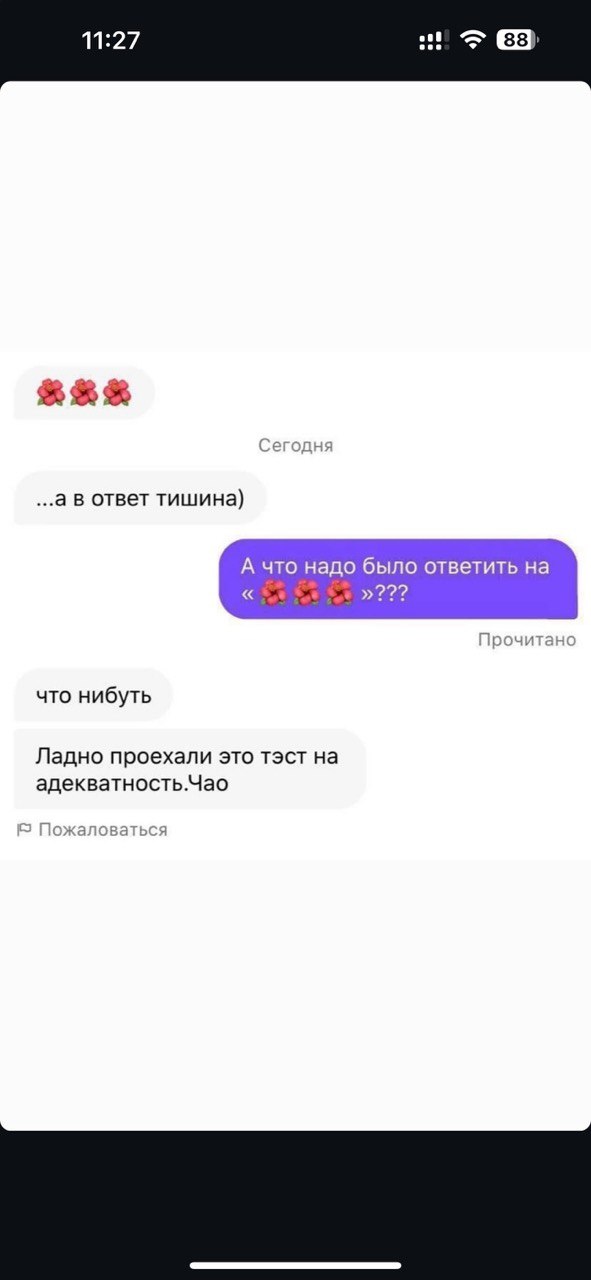 11:27
88
🌺🌺🌺
Сегодня
...а в ответ тишина)
А что надо было ответить на
« 🌺🌺🌺 »???
Прочитано
что нибуть
Ладно проехали это тэст на
адекватность.Чао
Пожаловаться